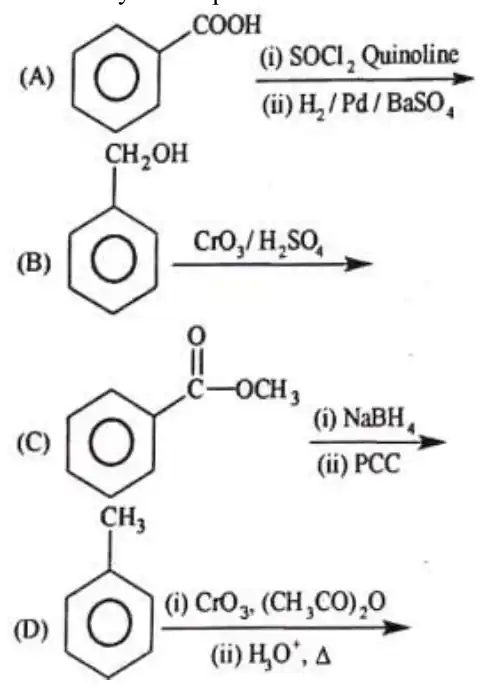 COOH
(A) (i) SOCl₂ Quinoline
(ii) H₂/Pd/BaSO₄
CH₂OH
(B) CrO₃/H₂SO₄
O
(C) C—OCH₃ (i) NaBH₄
(ii) PCC
CH₃
(D) (i) CrO₃, (CH₃CO)₂O
(ii) H₃O⁺, Δ